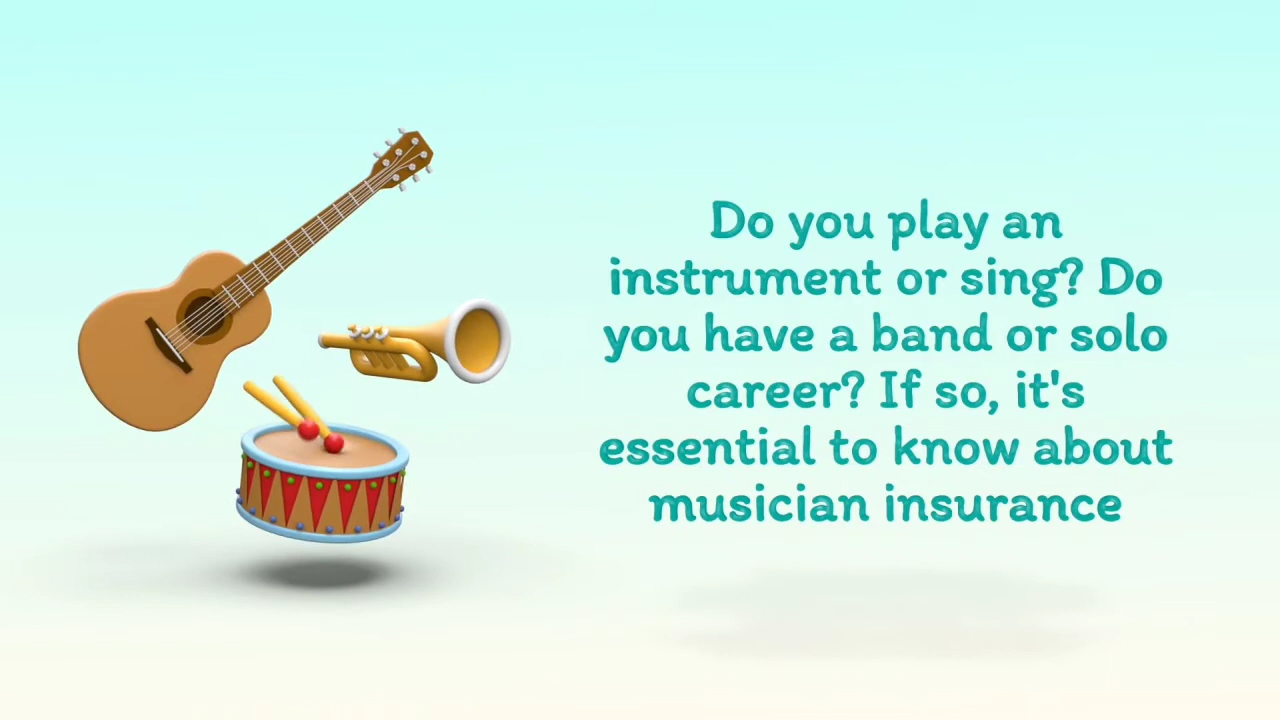 Do you play an
instrument or sing? Do
you have a band or solo
career? If so, it's
essential to know about
musician insurance